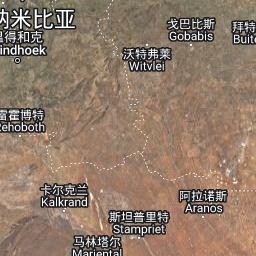 纳米比亚
温得和克
indhoek
戈巴比斯
Gobabis
拜特
Buite
沃特弗莱
Witvlei
雷霍博特
Rehoboth
卡尔克兰
Kalkrand
阿拉诺斯
Aranos
斯坦普里特
Stampriet
马林塔尔
Mariental